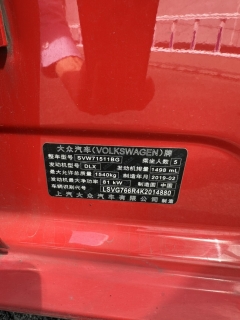 大众汽车(VOLKSWAGEN)牌
整车型号 SVW71511BG 乘坐人数 5
发动机型号 DLX 发动机排量 1498 mL
最大允许总质量 1640kg 制造年月 2019-02
发动机最大净功率 81 kW 制造国 中国
车辆识别代号 LSVG766R4K2014880
上汽大众汽车有限公司